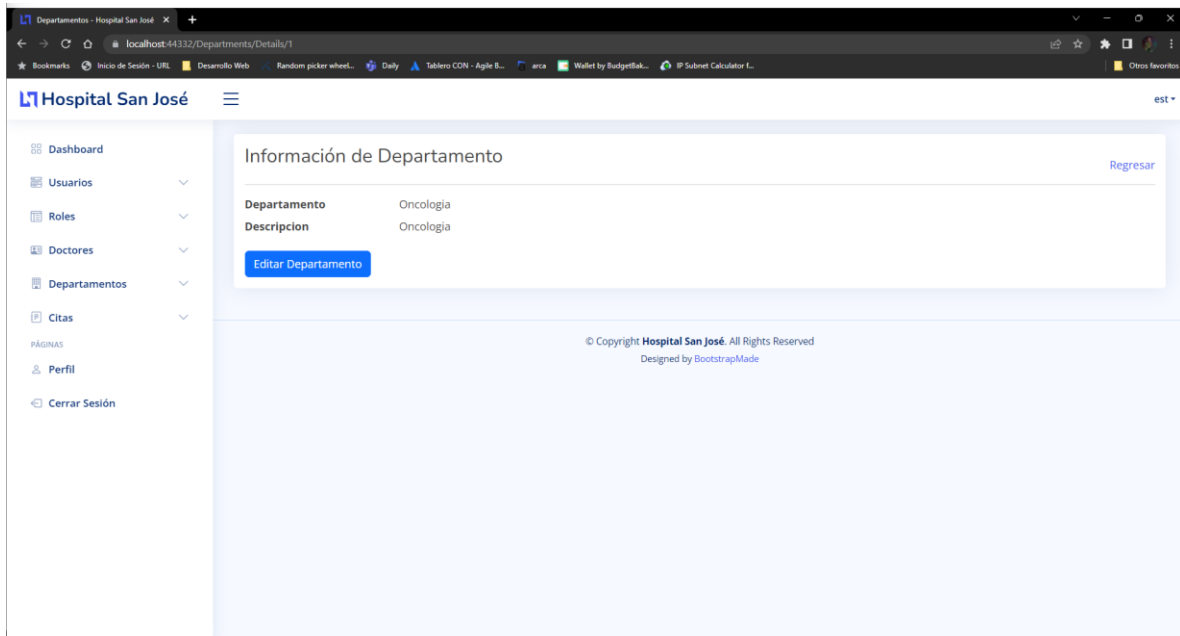 Departamentos - Hospital San José
localhost:44332/Departments/Details/1
Bookmarks Inicio de Sesión - URL Desarrollo Web Random picker wheel... Daily Tablero CON - Agile B... arca Wallet by BudgetBak... IP Subnet Calculator f... Otros favoritos
Hospital San José est
Dashboard
Usuarios
Roles
Doctores
Departamentos
Citas
PÁGINAS
Perfil
Cerrar Sesión
Información de Departamento
Regresar
Departamento Oncologia
Descripcion Oncologia
Editar Departamento
© Copyright Hospital San José. All Rights Reserved
Designed by BootstrapMade